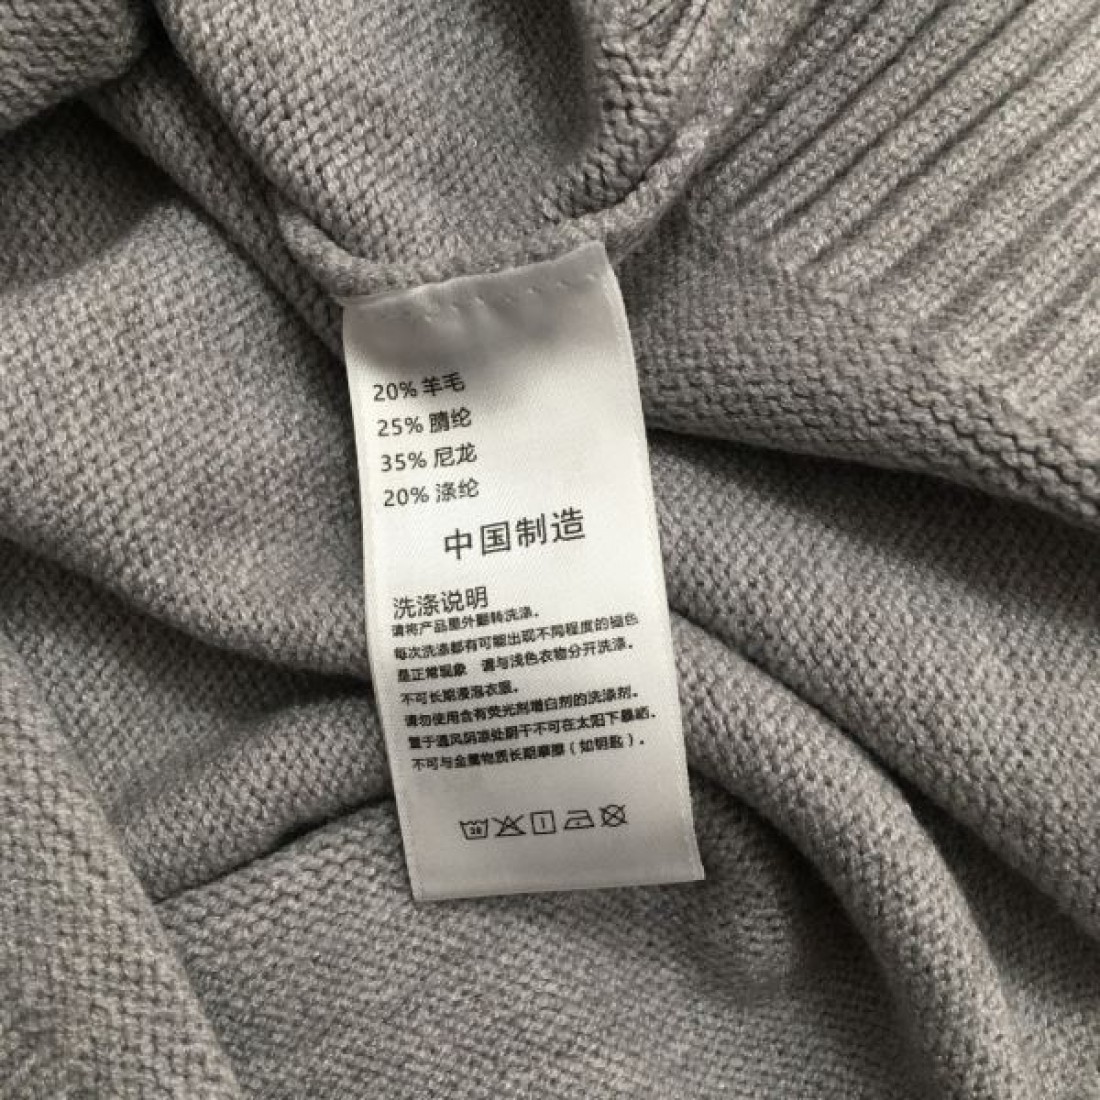 20% 羊毛
25% 腈纶
35% 尼龙
20% 涤纶
中国制造
洗涤说明
请将产品里外翻转洗涤。
每次洗涤都有可能出现不同程度的褪色
是正常现象 请与浅色衣物分开洗涤。
不可长期浸泡衣服。
请勿使用含有荧光剂增白剂的洗涤剂。
置于通风阴凉处阴干不可在太阳下暴晒。
不可与金属物质长期摩擦（如钥匙）。